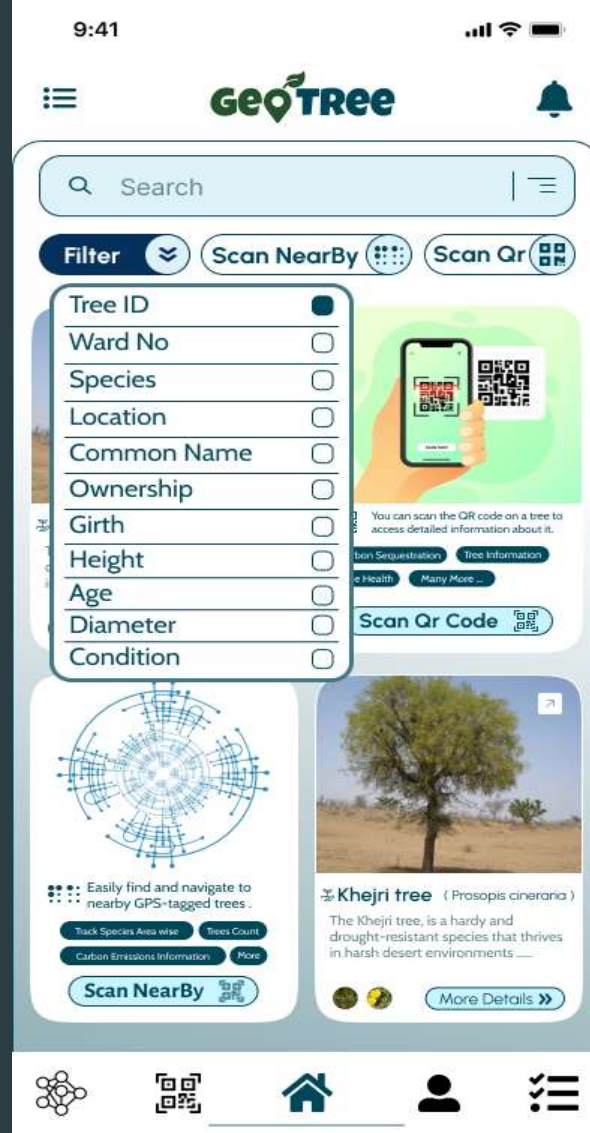 9:41
GeoTree
Search
Filter
Scan NearBy
Scan Qr
Tree ID
Ward No
Species
Location
Common Name
Ownership
Girth
Height
Age
Diameter
Condition
You can scan the QR code on a tree to
access detailed information about it.
bon Sequestration
Tree Information
e Health
Many More ...
Scan Qr Code
Easily find and navigate to
nearby GPS-tagged trees .
Track Species Area wise
Trees Count
Carbon Emissions Information
More
Scan NearBy
Khejri tree ( Prosopis cineraria )
The Khejri tree, is a hardy and
drought-resistant species that thrives
in harsh desert environments .....
More Details »